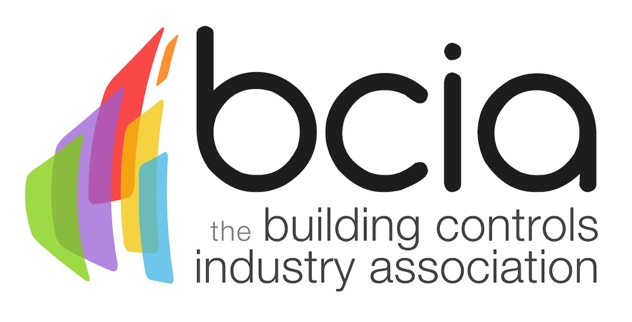 bcia
the building controls
industry association